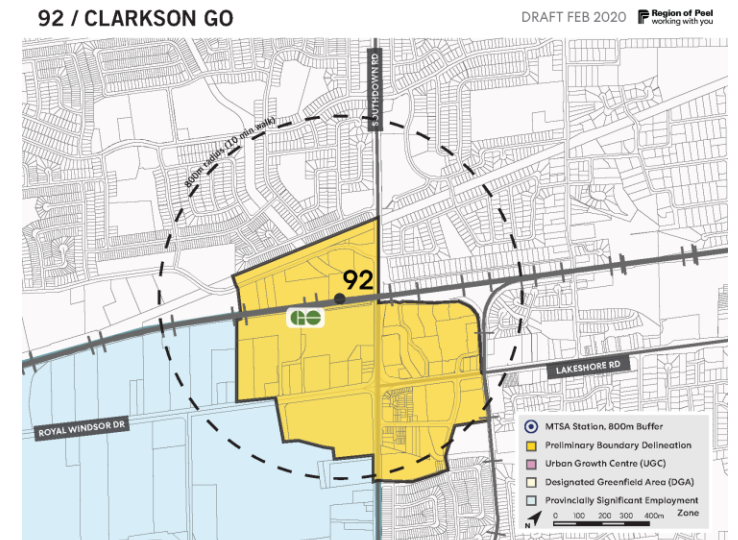 92 / CLARKSON GO
DRAFT FEB 2020
Region of Peel
working with you
SOUTHDOWN RD
800m radius (10 min walk)
92
GO
LAKESHORE RD
ROYAL WINDSOR DR
MTSA Station, 800m Buffer
Preliminary Boundary Delineation
Urban Growth Centre (UGC)
Designated Greenfield Area (DGA)
Provincially Significant Employment
Zone
N
0 100 200 300 400m